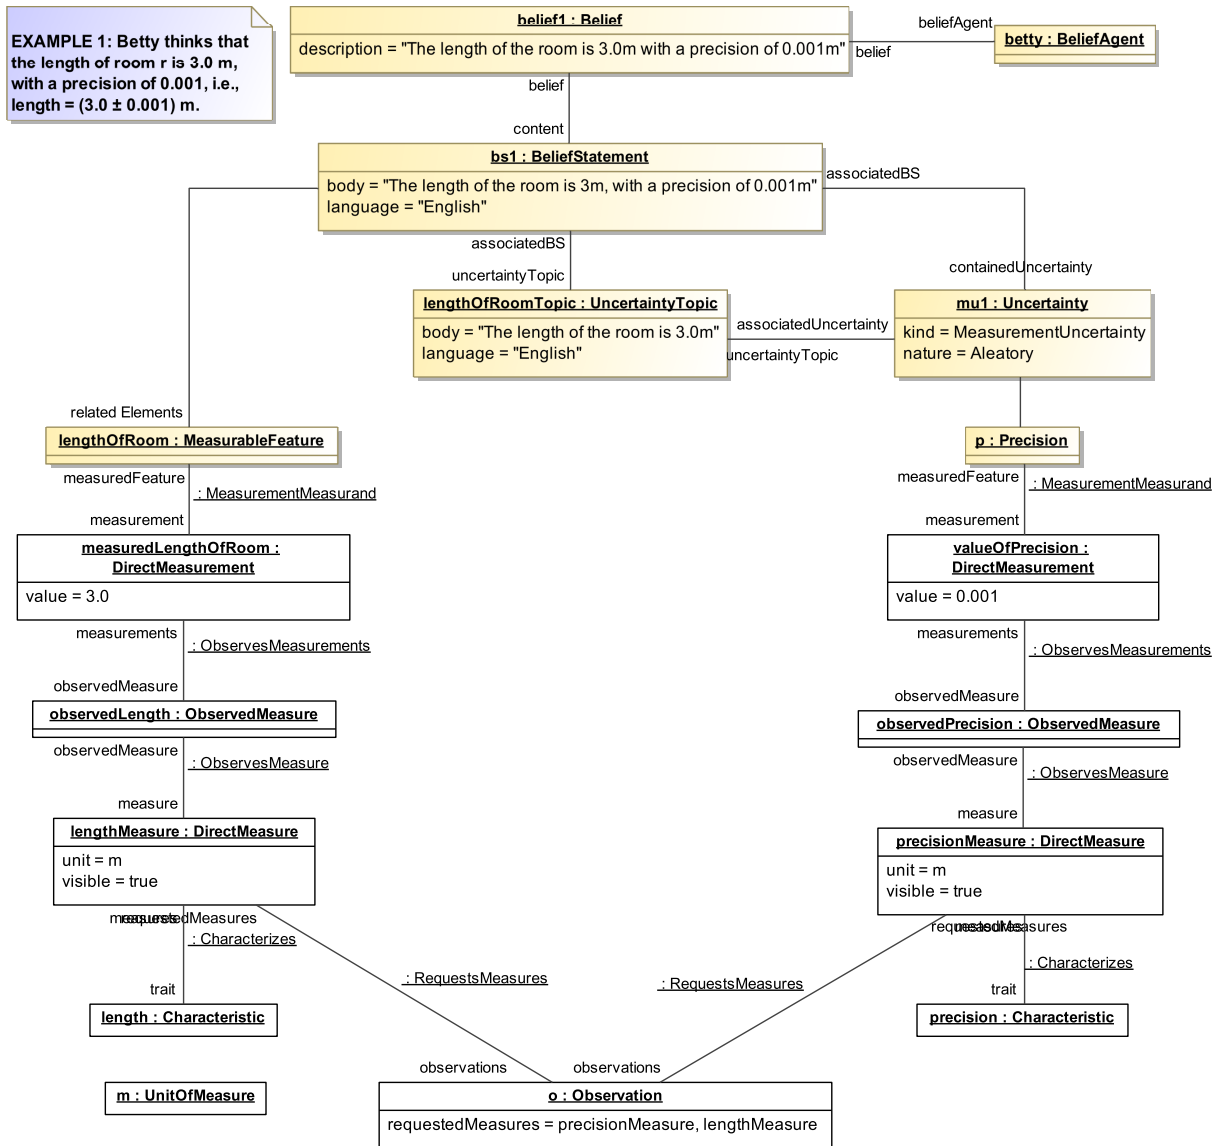 EXAMPLE 1: Betty thinks that
the length of room r is 3.0 m,
with a precision of 0.001, i.e.,
length = (3.0 ± 0.001) m.
belief1 : Belief
description = "The length of the room is 3.0m with a precision of 0.001m"
beliefAgent
belief
betty : BeliefAgent
belief
content
bs1 : BeliefStatement
body = "The length of the room is 3m, with a precision of 0.001m"
language = "English"
associatedBS
associatedBS
uncertaintyTopic
containedUncertainty
lengthOfRoomTopic : UncertaintyTopic
body = "The length of the room is 3.0m"
language = "English"
associatedUncertainty
uncertaintyTopic
mu1 : Uncertainty
kind = MeasurementUncertainty
nature = Aleatory
related Elements
lengthOfRoom : MeasurableFeature
measuredFeature
: MeasurementMeasurand
measurement
measuredLengthOfRoom :
DirectMeasurement
value = 3.0
measurements
: ObservesMeasurements
observedMeasure
observedLength : ObservedMeasure
observedMeasure
: ObservesMeasure
measure
lengthMeasure : DirectMeasure
unit = m
visible = true
measures
requestedMeasures
: Characterizes
trait
length : Characteristic
m : UnitOfMeasure
p : Precision
measuredFeature
: MeasurementMeasurand
measurement
valueOfPrecision :
DirectMeasurement
value = 0.001
measurements
: ObservesMeasurements
observedMeasure
observedPrecision : ObservedMeasure
observedMeasure
: ObservesMeasure
measure
precisionMeasure : DirectMeasure
unit = m
visible = true
requestedMeasures
measures
: Characterizes
trait
precision : Characteristic
: RequestsMeasures
: RequestsMeasures
observations
observations
o : Observation
requestedMeasures = precisionMeasure, lengthMeasure